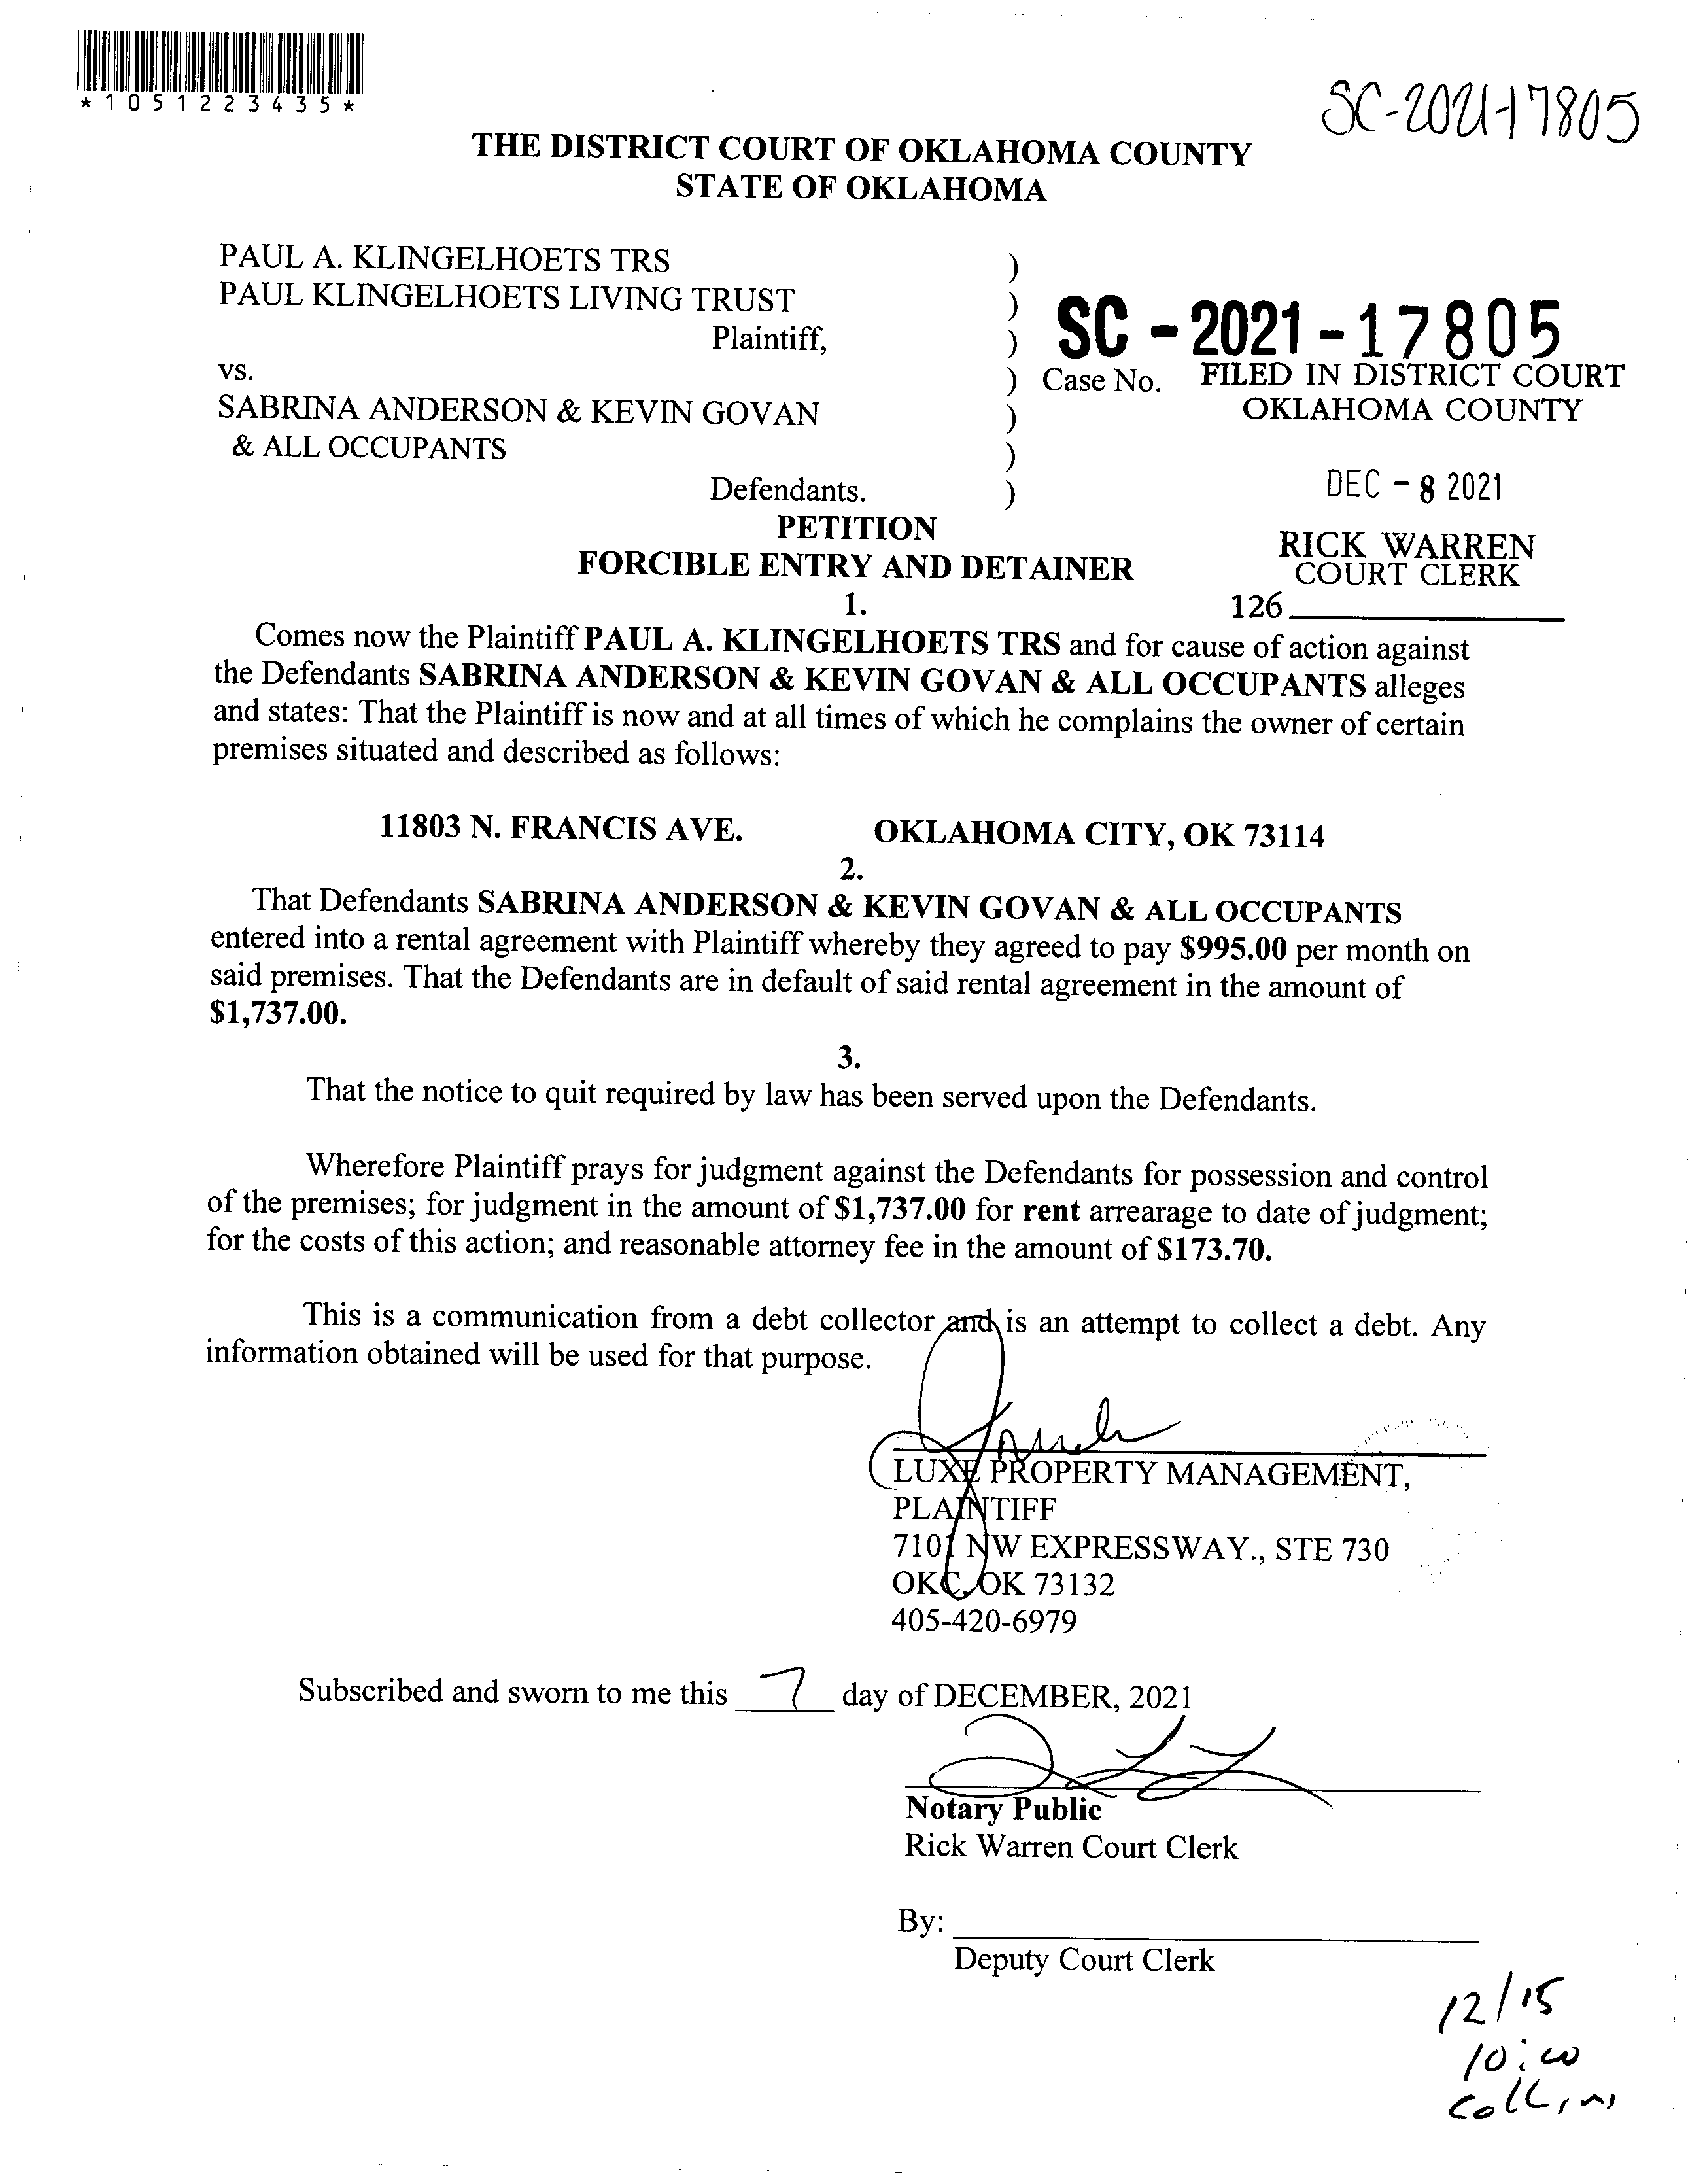 *1051223435*
SC-2021-17805
THE DISTRICT COURT OF OKLAHOMA COUNTY
STATE OF OKLAHOMA
PAUL A. KLINGELHOETS TRS )
PAUL KLINGELHOETS LIVING TRUST )
Plaintiff, ) SC - 2021 - 17805
vs. ) Case No. FILED IN DISTRICT COURT
SABRINA ANDERSON & KEVIN GOVAN ) OKLAHOMA COUNTY
& ALL OCCUPANTS )
Defendants. ) DEC - 8 2021
PETITION
RICK WARREN
FORCIBLE ENTRY AND DETAINER
COURT CLERK
1.
126
Comes now the Plaintiff PAUL A. KLINGELHOETS TRS and for cause of action against
the Defendants SABRINA ANDERSON & KEVIN GOVAN & ALL OCCUPANTS alleges
and states: That the Plaintiff is now and at all times of which he complains the owner of certain
premises situated and described as follows:
11803 N. FRANCIS AVE. OKLAHOMA CITY, OK 73114
2.
That Defendants SABRINA ANDERSON & KEVIN GOVAN & ALL OCCUPANTS
entered into a rental agreement with Plaintiff whereby they agreed to pay $995.00 per month on
said premises. That the Defendants are in default of said rental agreement in the amount of
$1,737.00.
3.
That the notice to quit required by law has been served upon the Defendants.
Wherefore Plaintiff prays for judgment against the Defendants for possession and control
of the premises; for judgment in the amount of $1,737.00 for rent arrearage to date of judgment;
for the costs of this action; and reasonable attorney fee in the amount of $173.70.
This is a communication from a debt collector and is an attempt to collect a debt. Any
information obtained will be used for that purpose.
LUXE PROPERTY MANAGEMENT,
PLAINTIFF
7101 NW EXPRESSWAY., STE 730
OKC, OK 73132
405-420-6979
Subscribed and sworn to me this 7 day of DECEMBER, 2021
Notary Public
Rick Warren Court Clerk
By:
Deputy Court Clerk
12/15
10:00
Collins